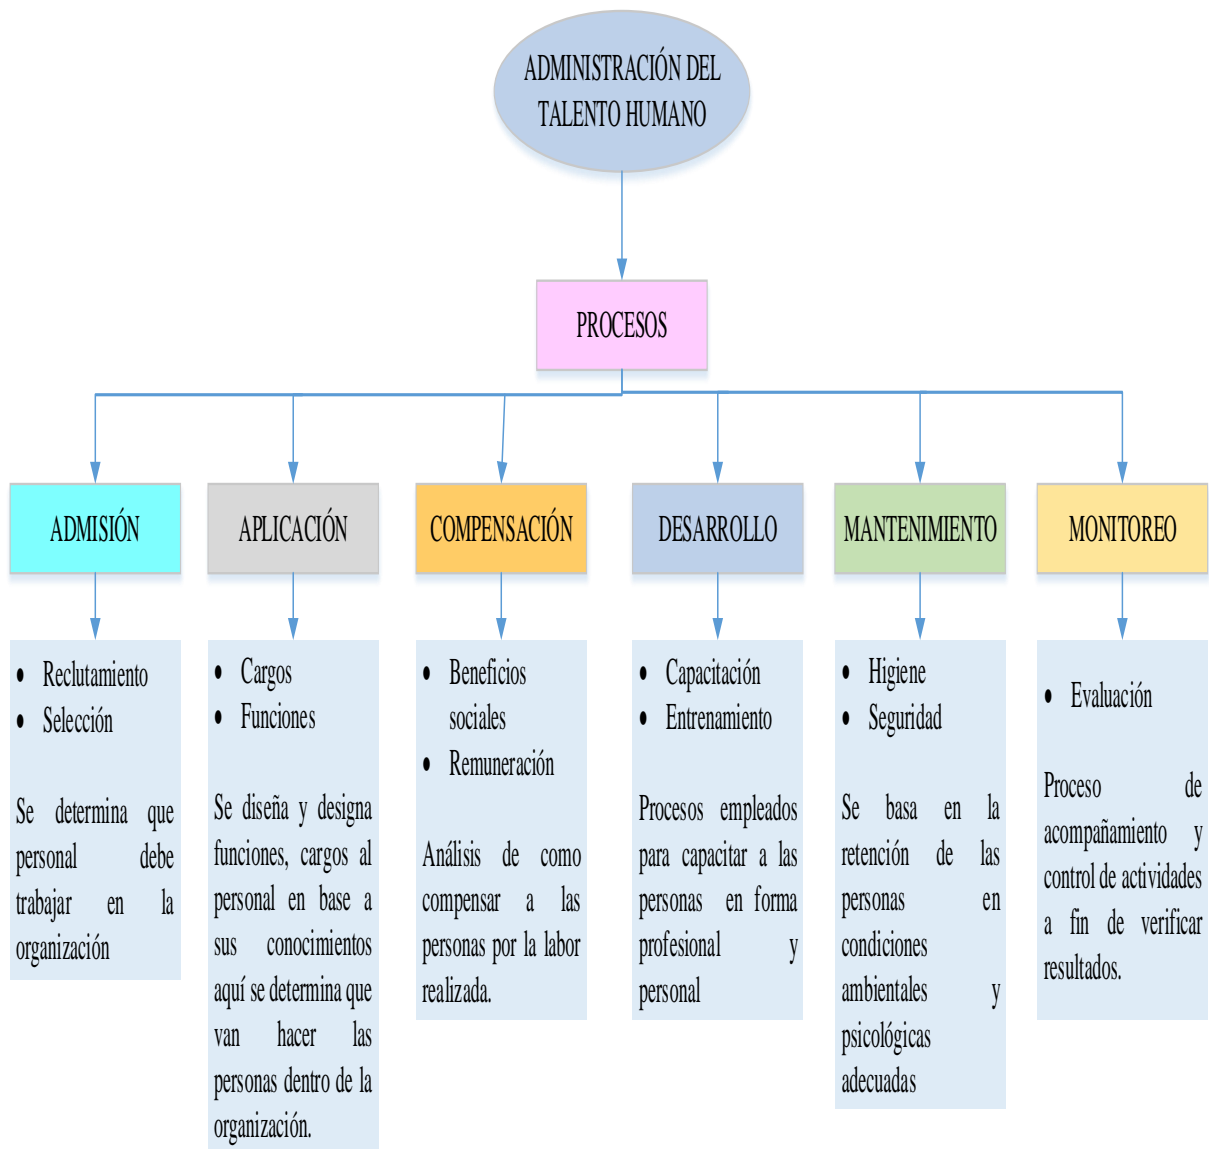 ADMINISTRACIÓN DEL
TALENTO HUMANO
PROCESOS
ADMISIÓN
APLICACIÓN
COMPENSACIÓN
DESARROLLO
MANTENIMIENTO
MONITOREO
• Reclutamiento
• Selección
Se determina que
personal debe
trabajar en la
organización
• Cargos
• Funciones
Se diseña y designa
funciones, cargos al
personal en base a
sus conocimientos
aquí se determina que
van hacer las
personas dentro de la
organización.
• Beneficios
sociales
• Remuneración
Análisis de como
compensar a las
personas por la labor
realizada.
• Capacitación
• Entrenamiento
Procesos empleados
para capacitar a las
personas en forma
profesional y
personal
• Higiene
• Seguridad
Se basa en la
retención de las
personas en
condiciones
ambientales y
psicológicas
adecuadas
• Evaluación
Proceso de
acompañamiento y
control de actividades
a fin de verificar
resultados.